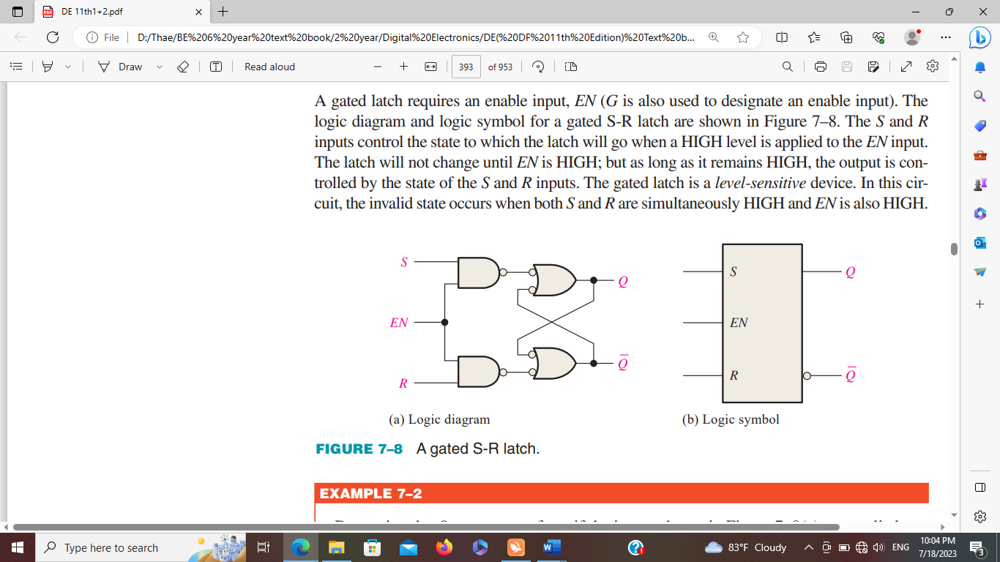 DE 11th1+2.pdf
File D:/Thae/BE%206%20year%20text%20book/2%20year/Digital%20Electronics/DE(%20DF%2011th%20Edition)%20Text%20b...
Draw Read aloud 393 of 953
A gated latch requires an enable input, EN (G is also used to designate an enable input). The
logic diagram and logic symbol for a gated S-R latch are shown in Figure 7–8. The S and R
inputs control the state to which the latch will go when a HIGH level is applied to the EN input.
The latch will not change until EN is HIGH; but as long as it remains HIGH, the output is con-
trolled by the state of the S and R inputs. The gated latch is a level-sensitive device. In this cir-
cuit, the invalid state occurs when both S and R are simultaneously HIGH and EN is also HIGH.
S
Q
EN
Q̅
R
S
Q
EN
R
Q̅
(a) Logic diagram
(b) Logic symbol
FIGURE 7–8 A gated S-R latch.
EXAMPLE 7–2
Type here to search
83°F Cloudy
ENG
10:04 PM
7/18/2023
3